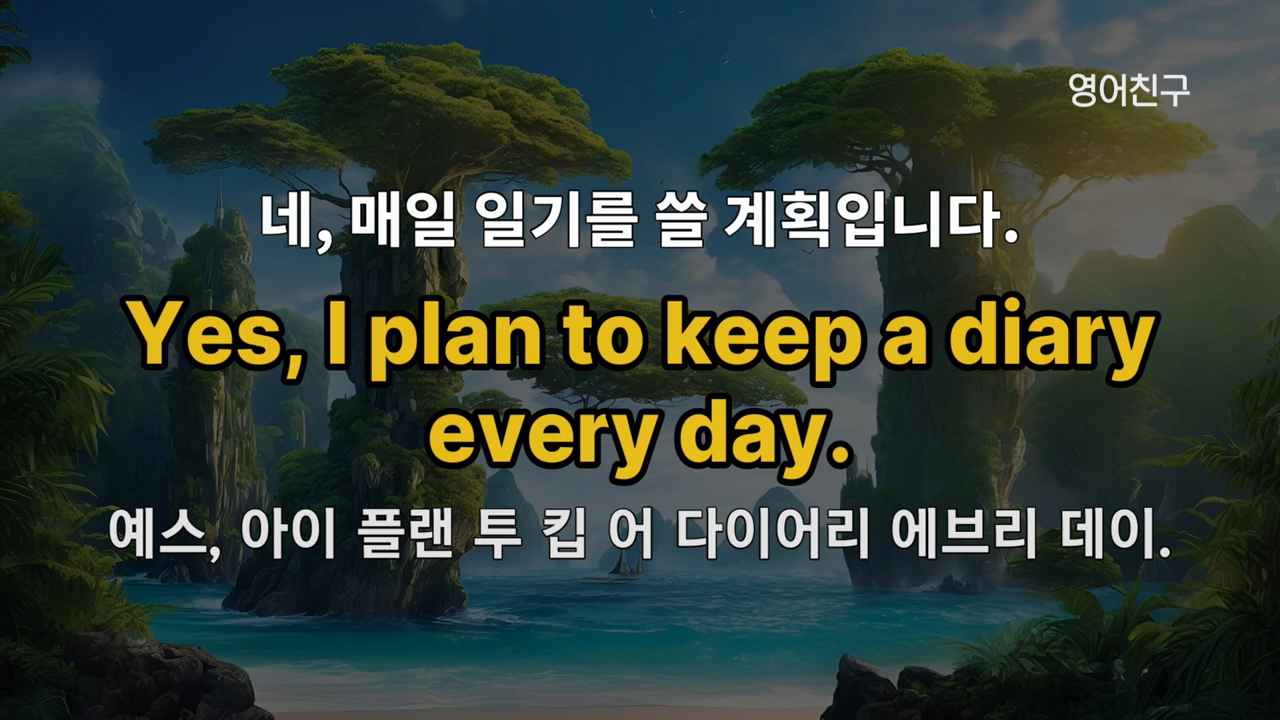 영어친구
네, 매일 일기를 쓸 계획입니다.
Yes, I plan to keep a diary
every day.
예스, 아이 플랜 투 킵 어 다이어리 에브리 데이.